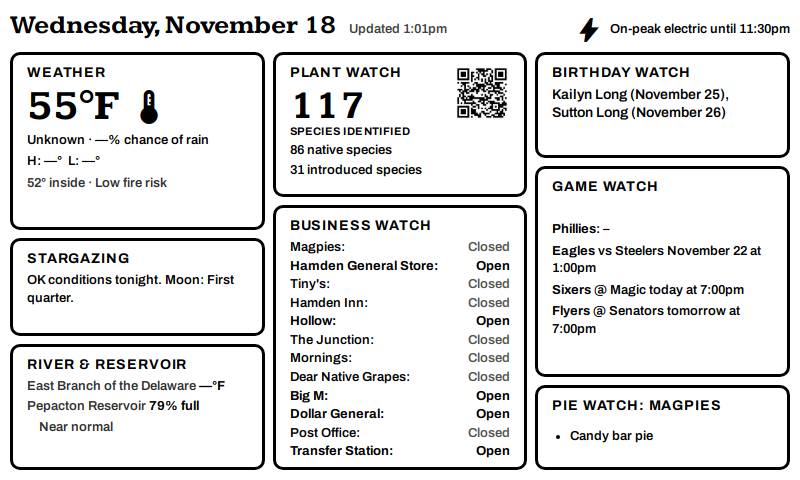 Wednesday, November 18 Updated 1:01pm
On-peak electric until 11:30pm
WEATHER
55°F
Unknown · —% chance of rain
H: —° L: —°
52° inside · Low fire risk
STARGAZING
OK conditions tonight. Moon: First
quarter.
RIVER & RESERVOIR
East Branch of the Delaware —°F
Pepacton Reservoir 79% full
Near normal
PLANT WATCH
117
SPECIES IDENTIFIED
86 native species
31 introduced species
BUSINESS WATCH
Magpies: Closed
Hamden General Store: Open
Tiny's: Closed
Hamden Inn: Closed
Hollow: Open
The Junction: Closed
Mornings: Closed
Dear Native Grapes: Closed
Big M: Open
Dollar General: Open
Post Office: Closed
Transfer Station: Open
BIRTHDAY WATCH
Kailyn Long (November 25),
Sutton Long (November 26)
GAME WATCH
Phillies: –
Eagles vs Steelers November 22 at
1:00pm
Sixers @ Magic today at 7:00pm
Flyers @ Senators tomorrow at
7:00pm
PIE WATCH: MAGPIES
• Candy bar pie